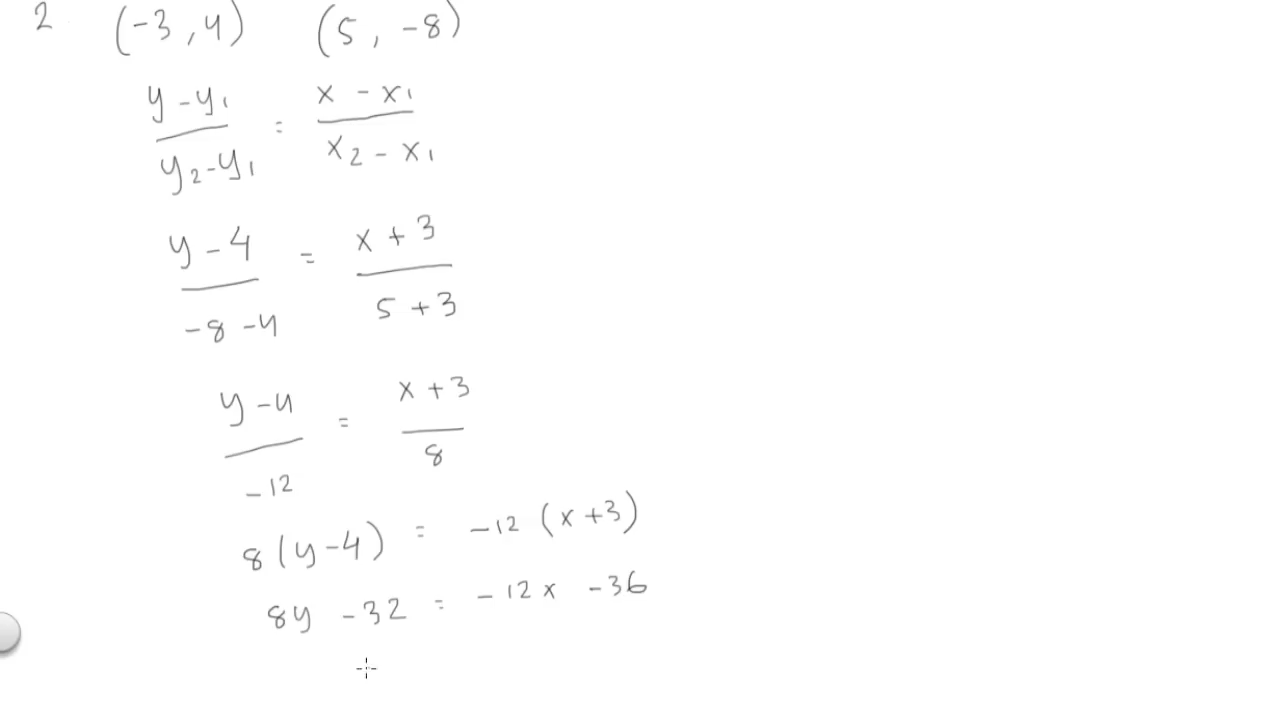 2 (-3, 4) (5, -8)
y - y₁ / y₂ - y₁ = x - x₁ / x₂ - x₁
y - 4 / -8 - 4 = x + 3 / 5 + 3
y - 4 / -12 = x + 3 / 8
8(y - 4) = -12(x + 3)
8y - 32 = -12x - 36